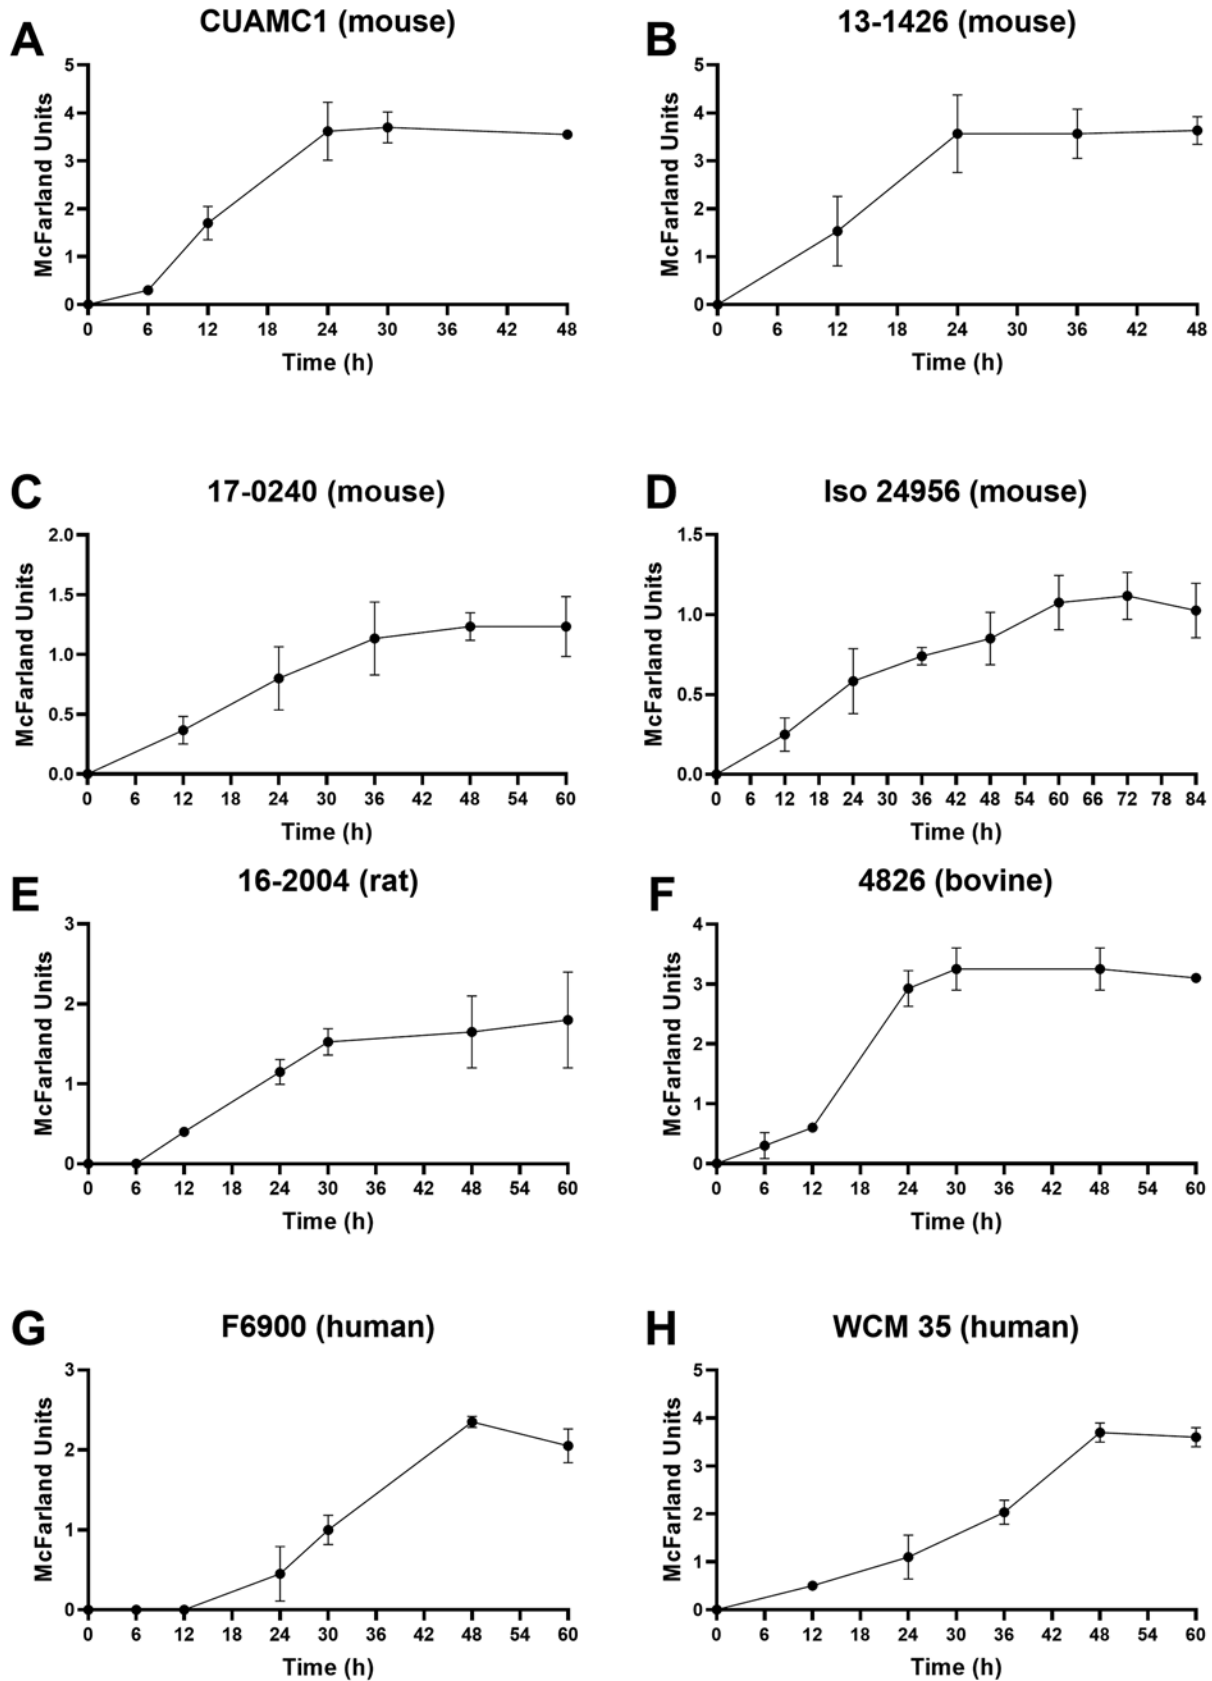 A
CUAMC1 (mouse)
McFarland Units
5
4
3
2
1
0
0 6 12 18 24 30 36 42 48
Time (h)
B
13-1426 (mouse)
McFarland Units
5
4
3
2
1
0
0 6 12 18 24 30 36 42 48
Time (h)
C
17-0240 (mouse)
McFarland Units
2.0
1.5
1.0
0.5
0.0
0 6 12 18 24 30 36 42 48 54 60
Time (h)
D
Iso 24956 (mouse)
McFarland Units
1.5
1.0
0.5
0.0
0 6 12 18 24 30 36 42 48 54 60 66 72 78 84
Time (h)
E
16-2004 (rat)
McFarland Units
3
2
1
0
0 6 12 18 24 30 36 42 48 54 60
Time (h)
F
4826 (bovine)
McFarland Units
4
3
2
1
0
0 6 12 18 24 30 36 42 48 54 60
Time (h)
G
F6900 (human)
McFarland Units
3
2
1
0
0 6 12 18 24 30 36 42 48 54 60
Time (h)
H
WCM 35 (human)
McFarland Units
5
4
3
2
1
0
0 6 12 18 24 30 36 42 48 54 60
Time (h)